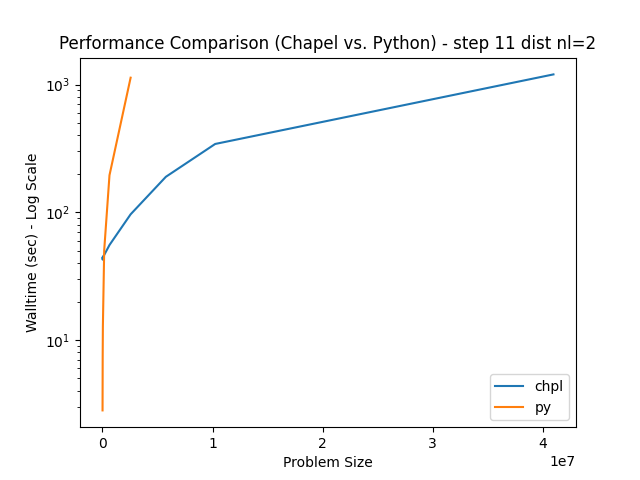 Performance Comparison (Chapel vs. Python) - step 11 dist nl=2
Walltime (sec) - Log Scale
10³
10²
10¹
0
1
2
3
4
1e7
Problem Size
chpl
py